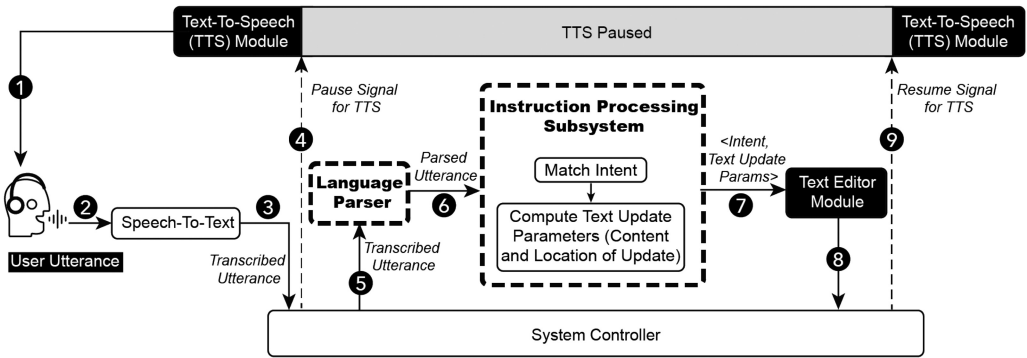 Text-To-Speech
(TTS) Module
TTS Paused
Text-To-Speech
(TTS) Module
1
Pause Signal
for TTS
4
Instruction Processing
Subsystem
Resume Signal
for TTS
9
Parsed
Utterance
6
<Intent,
Text Update
Params>
7
Match Intent
Language
Parser
Text Editor
Module
2
3
Speech-To-Text
Compute Text Update
Parameters (Content
and Location of Update)
User Utterance
Transcribed
Utterance
Transcribed
Utterance
5
8
System Controller